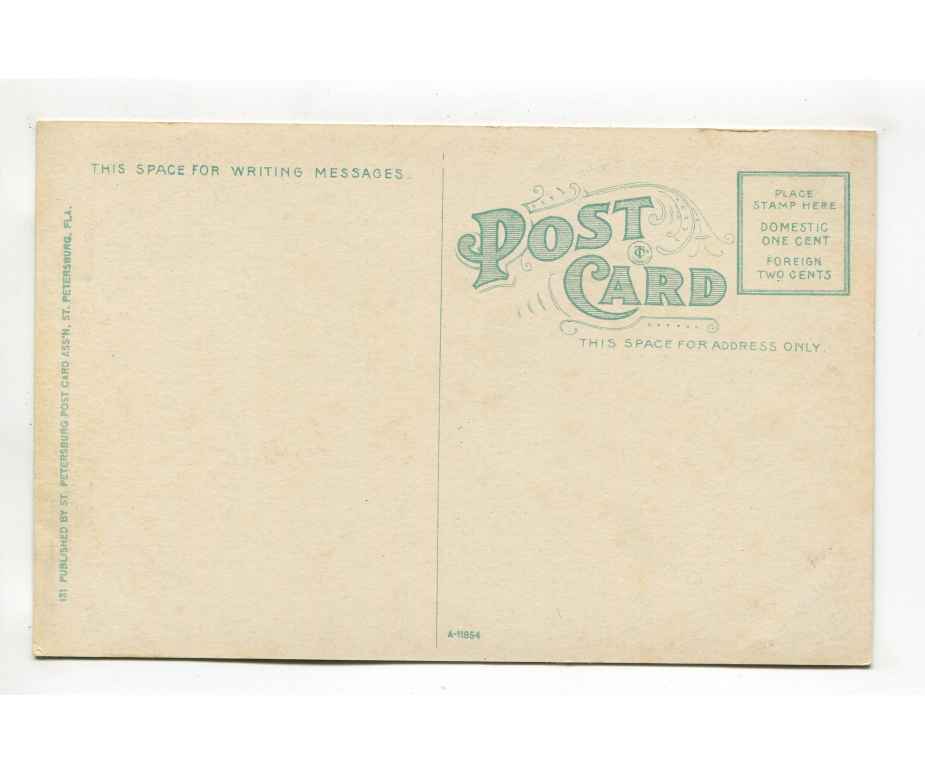 THIS SPACE FOR WRITING MESSAGES.
131 PUBLISHED BY ST. PETERSBURG POST CARD ASS'N, ST. PETERSBURG, FLA.
POST
CARD
PLACE
STAMP HERE
DOMESTIC
ONE CENT
FOREIGN
TWO CENTS
THIS SPACE FOR ADDRESS ONLY.
A-11854